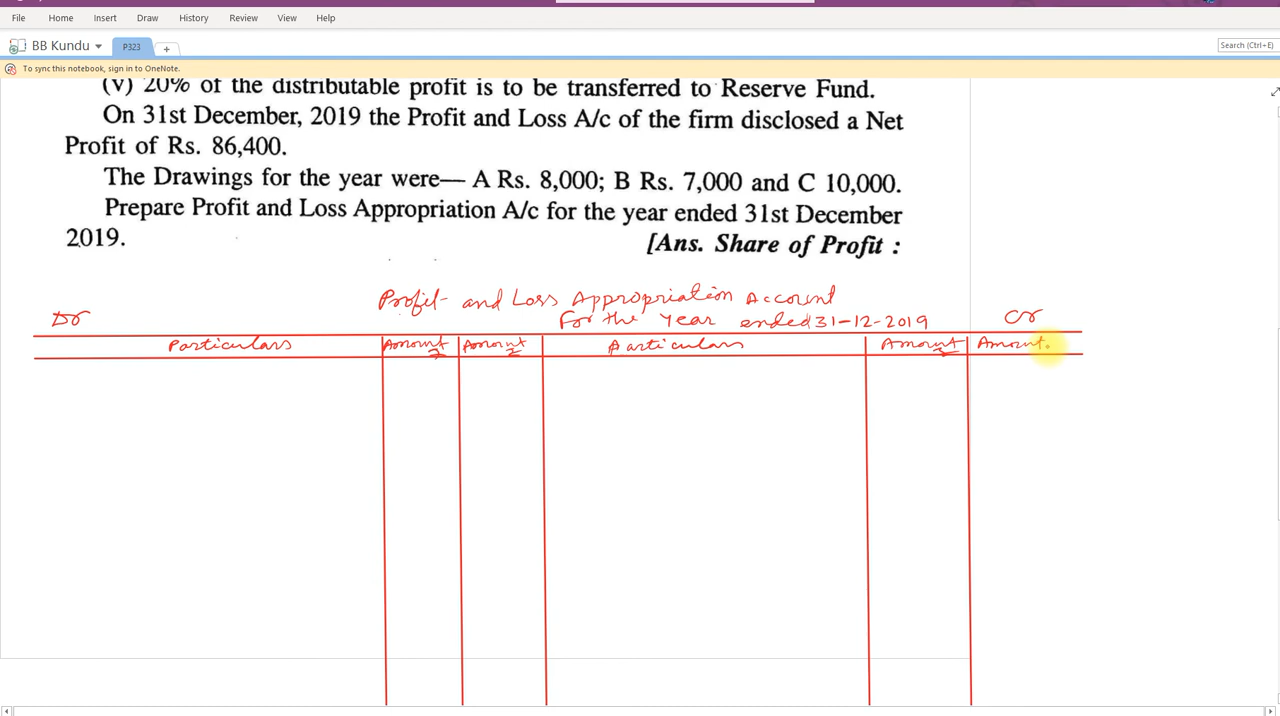 File Home Insert Draw History Review View Help
BB Kundu P323 + Search (Ctrl+E)
To sync this notebook, sign in to OneNote.
(v) 20% of the distributable profit is to be transferred to Reserve Fund.
On 31st December, 2019 the Profit and Loss A/c of the firm disclosed a Net
Profit of Rs. 86,400.
The Drawings for the year were— A Rs. 8,000; B Rs. 7,000 and C 10,000.
Prepare Profit and Loss Appropriation A/c for the year ended 31st December
2019. [Ans. Share of Profit :
Profit and Loss Appropriation Account
Dr For the Year ended 31-12-2019 Cr
Particulars Amount Amount Particulars Amount Amount